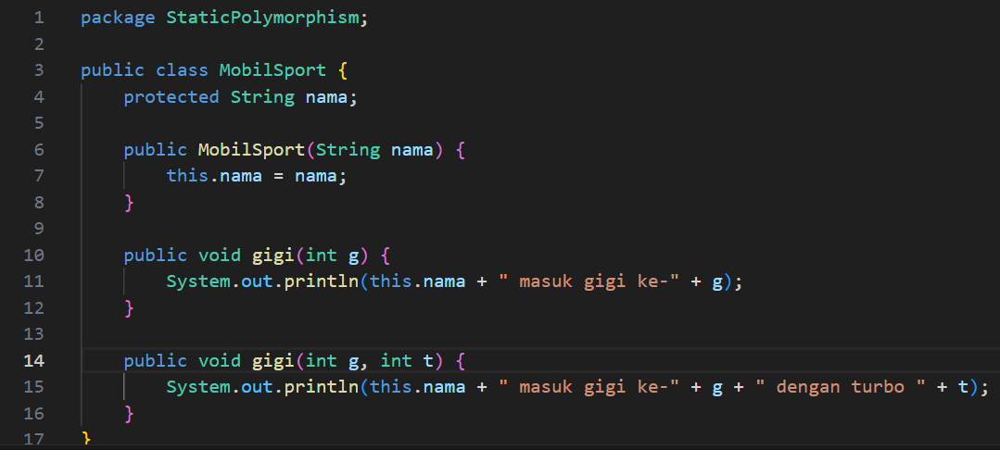 1 package StaticPolymorphism;
2
3 public class MobilSport {
4     protected String nama;
5
6     public MobilSport(String nama) {
7         this.nama = nama;
8     }
9
10     public void gigi(int g) {
11         System.out.println(this.nama + " masuk gigi ke-" + g);
12     }
13
14     public void gigi(int g, int t) {
15         System.out.println(this.nama + " masuk gigi ke-" + g + " dengan turbo " + t);
16     }
17 }